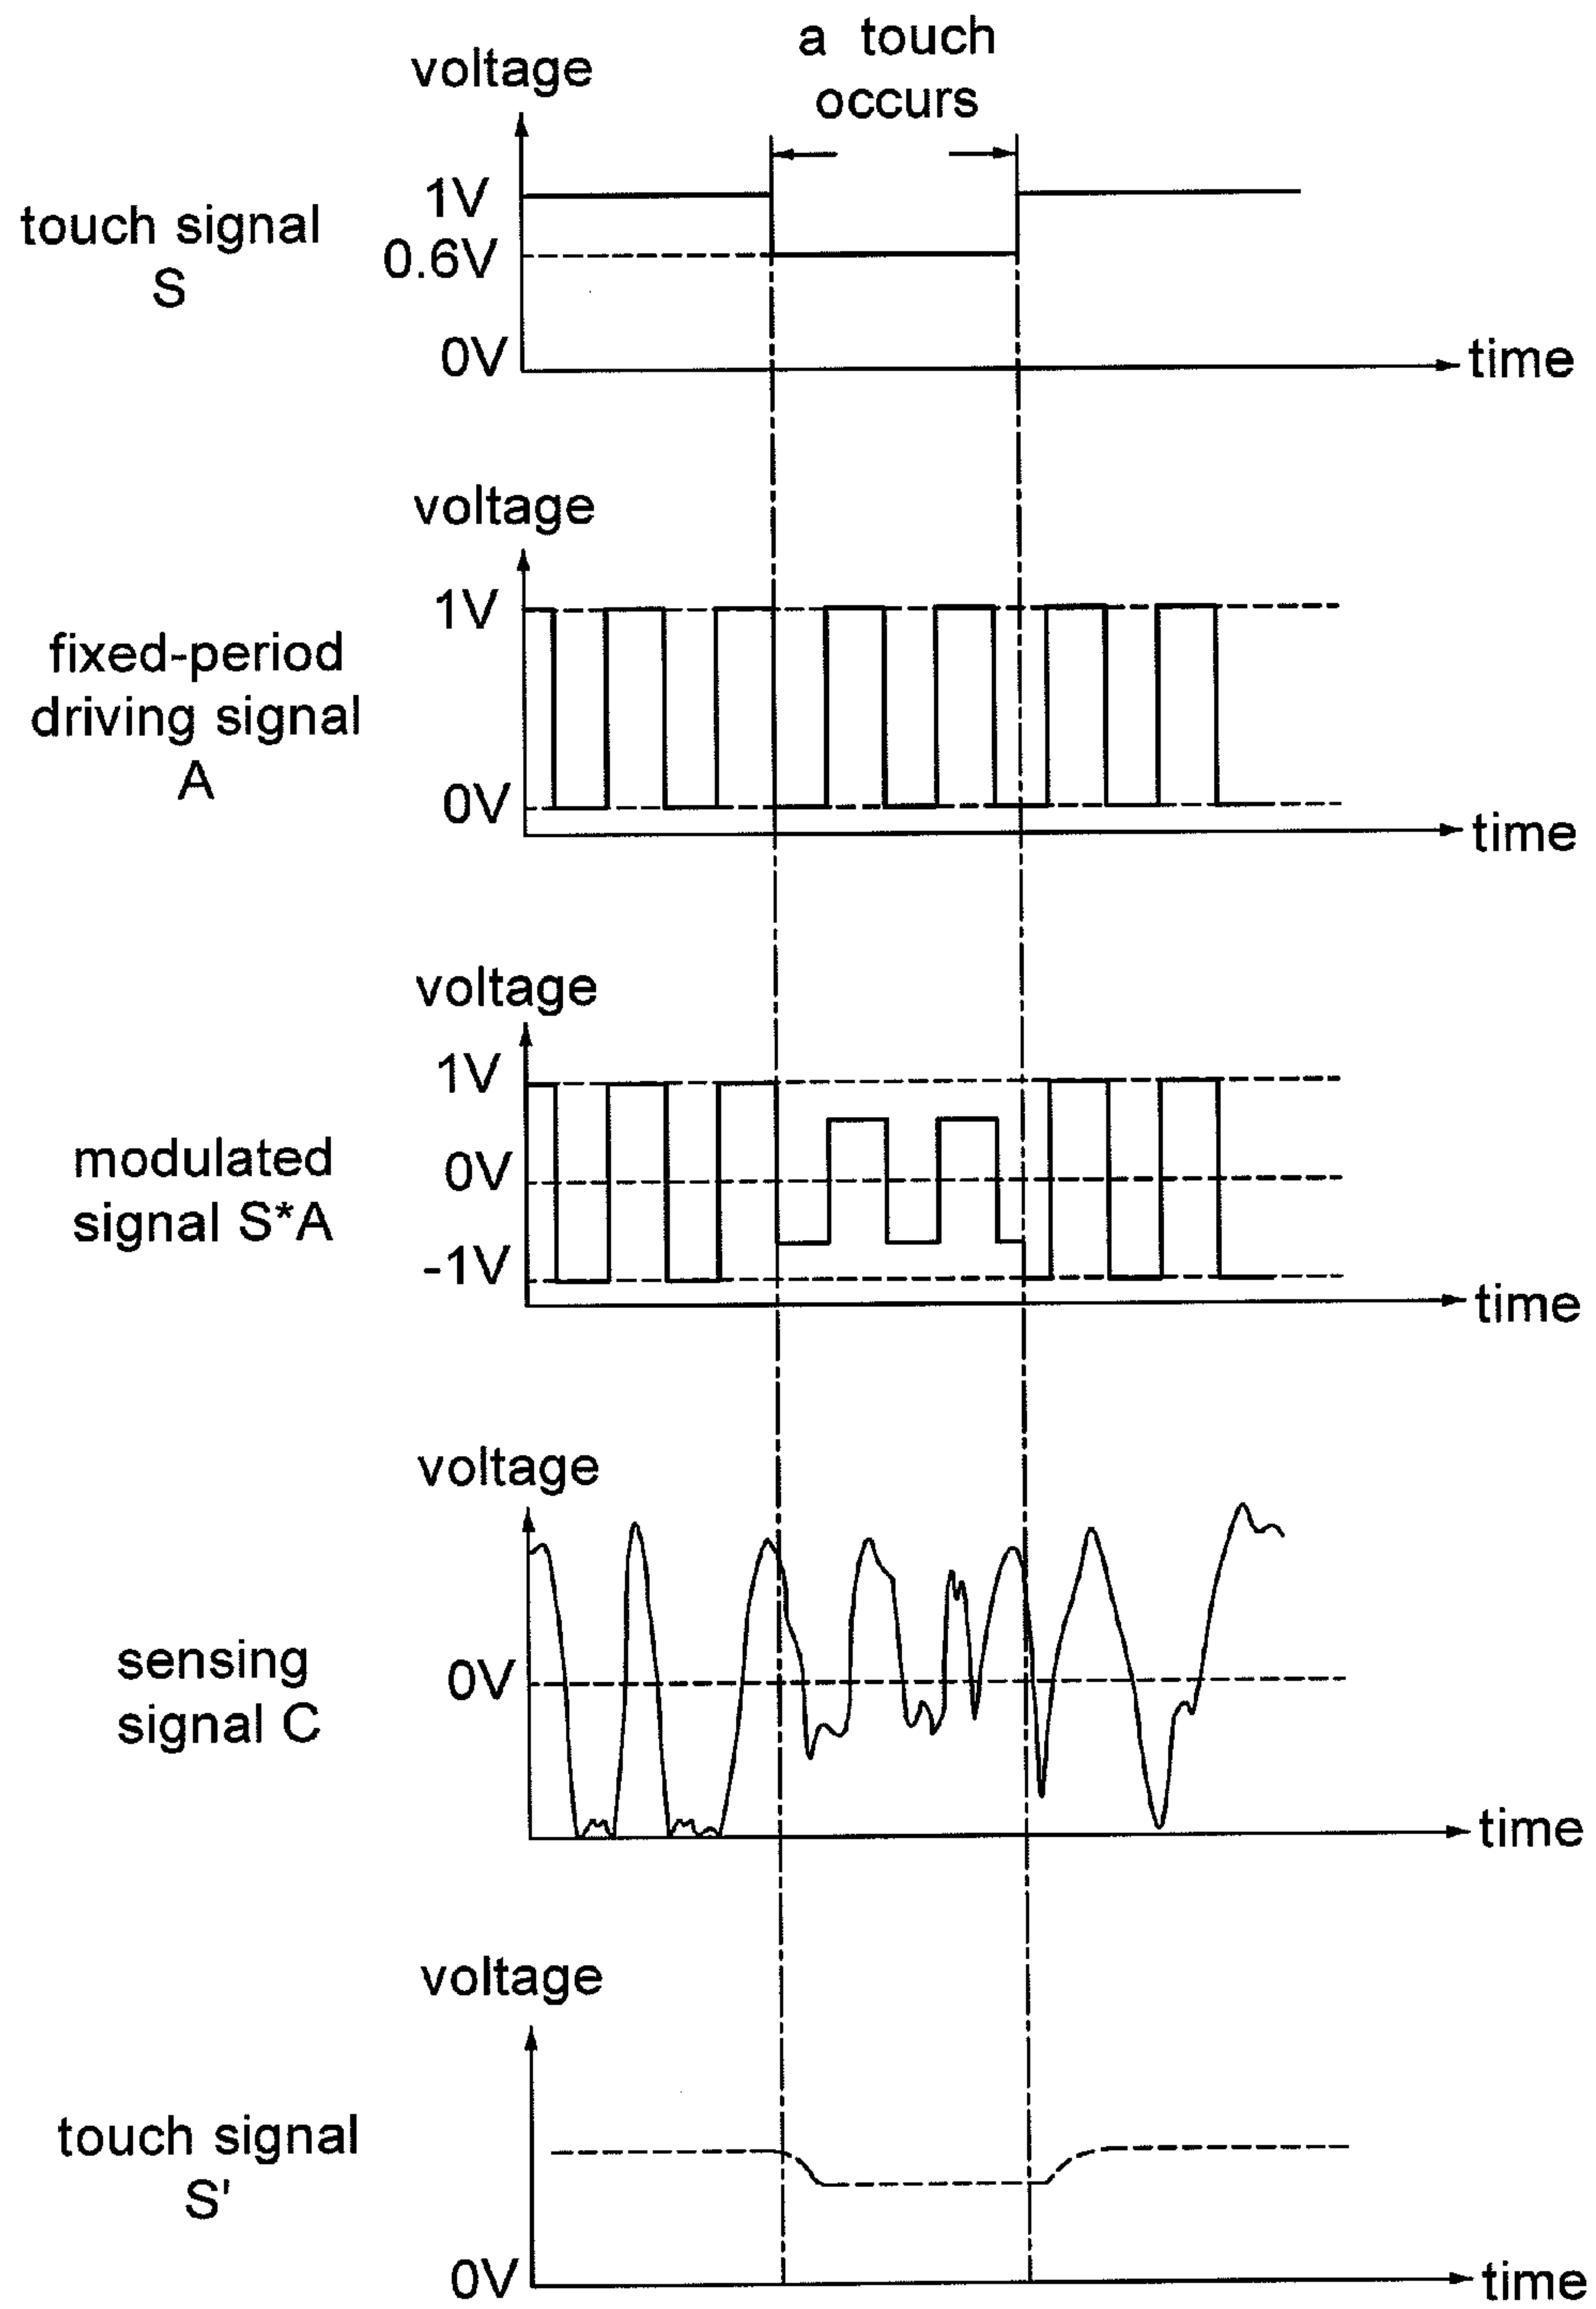 a touch
occurs
voltage
1V
touch signal
S
0.6V
0V
time
voltage
1V
fixed-period
driving signal
A
0V
time
voltage
1V
modulated
signal S*A
0V
-1V
time
voltage
sensing
signal C
0V
time
voltage
touch signal
S'
0V
time